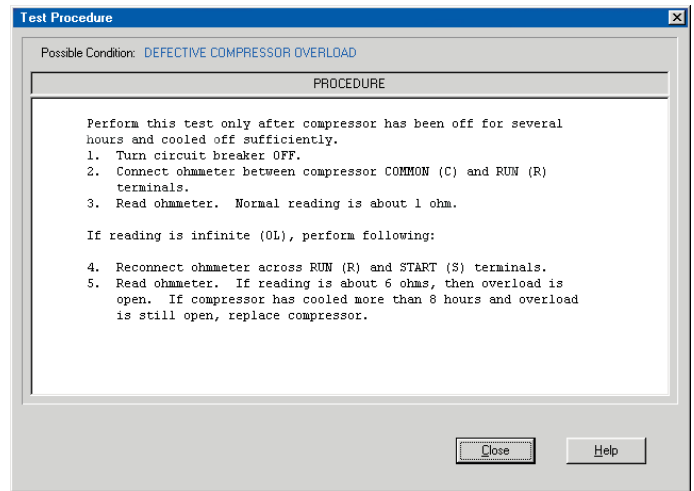 Test Procedure
Possible Condition: DEFECTIVE COMPRESSOR OVERLOAD
PROCEDURE
Perform this test only after compressor has been off for several
hours and cooled off sufficiently.
1. Turn circuit breaker OFF.
2. Connect ohmmeter between compressor COMMON (C) and RUN (R)
terminals.
3. Read ohmmeter. Normal reading is about 1 ohm.
If reading is infinite (OL), perform following:
4. Reconnect ohmmeter across RUN (R) and START (S) terminals.
5. Read ohmmeter. If reading is about 6 ohms, then overload is
open. If compressor has cooled more than 8 hours and overload
is still open, replace compressor.
Close Help